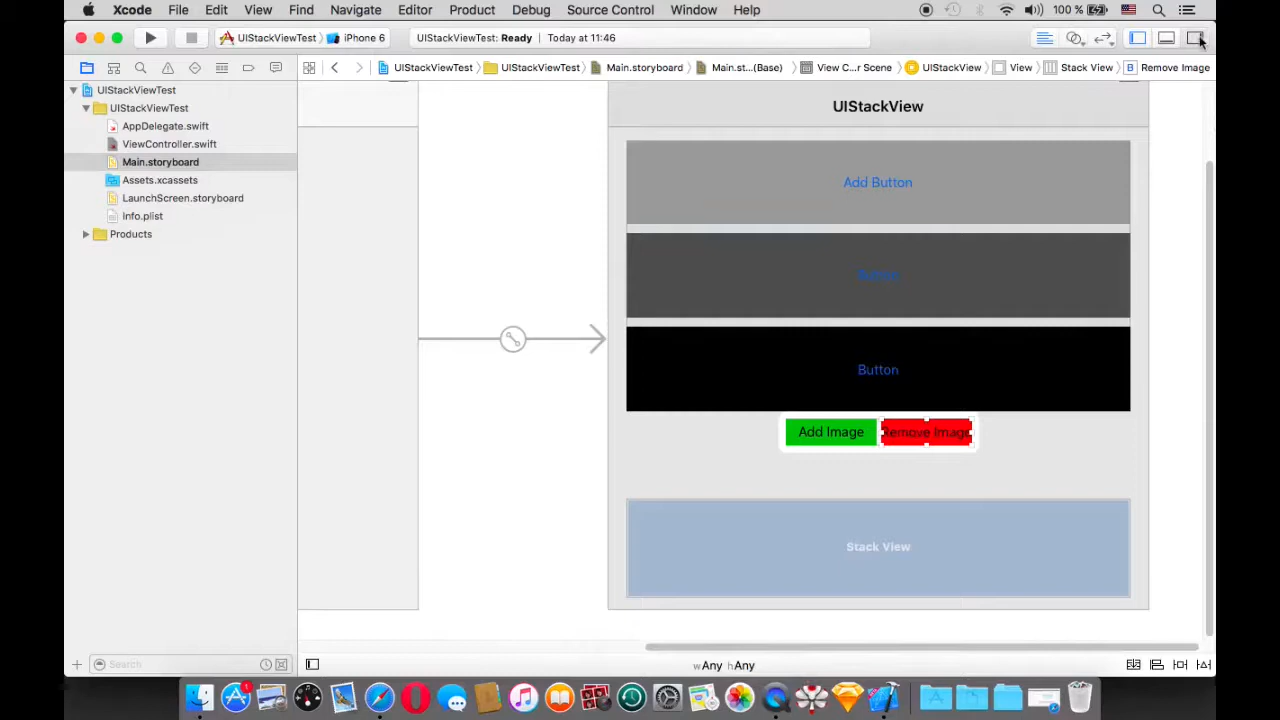 Xcode File Edit View Find Navigate Editor Product Debug Source Control Window Help 100 %
UIStackViewTest iPhone 6 UIStackViewTest: Ready Today at 11:46
UIStackViewTest UIStackViewTest Main.storyboard Main.st...(Base) View C...r Scene UIStackView View Stack View B Remove Image
UIStackViewTest
UIStackViewTest
AppDelegate.swift
ViewController.swift
Main.storyboard
Assets.xcassets
LaunchScreen.storyboard
Info.plist
Products
UIStackView
Add Button
Button
Button
Add Image Remove Image
Stack View
Search
wAny hAny
1